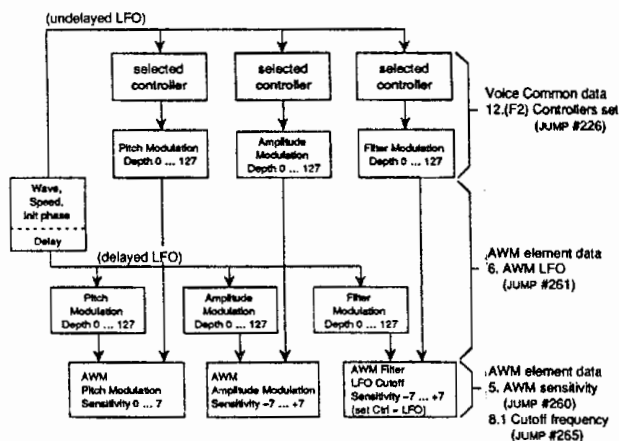 (undelayed LFO)
selected
controller
selected
controller
selected
controller
Voice Common data
12.(F2) Controllers set
(JUMP #226)
Pitch Modulation
Depth 0 ... 127
Amplitude
Modulation
Depth 0 ... 127
Filter Modulation
Depth 0 ... 127
Wave,
Speed,
Init phase
Delay
(delayed LFO)
AWM element data
6. AWM LFO
(JUMP #261)
Pitch
Modulation
Depth 0 ... 127
Amplitude
Modulation
Depth 0 ... 127
Filter
Modulation
Depth 0 ... 127
AWM
Pitch Modulation
Sensitivity 0 ... 7
AWM
Amplitude Modulation
Sensitivity -7 ... +7
AWM Filter
LFO Cutoff
Sensitivity -7 ... +7
(set Ctrl = LFO)
AWM element data
5. AWM sensitivity
(JUMP #260)
8.1 Cutoff frequency
(JUMP #265)